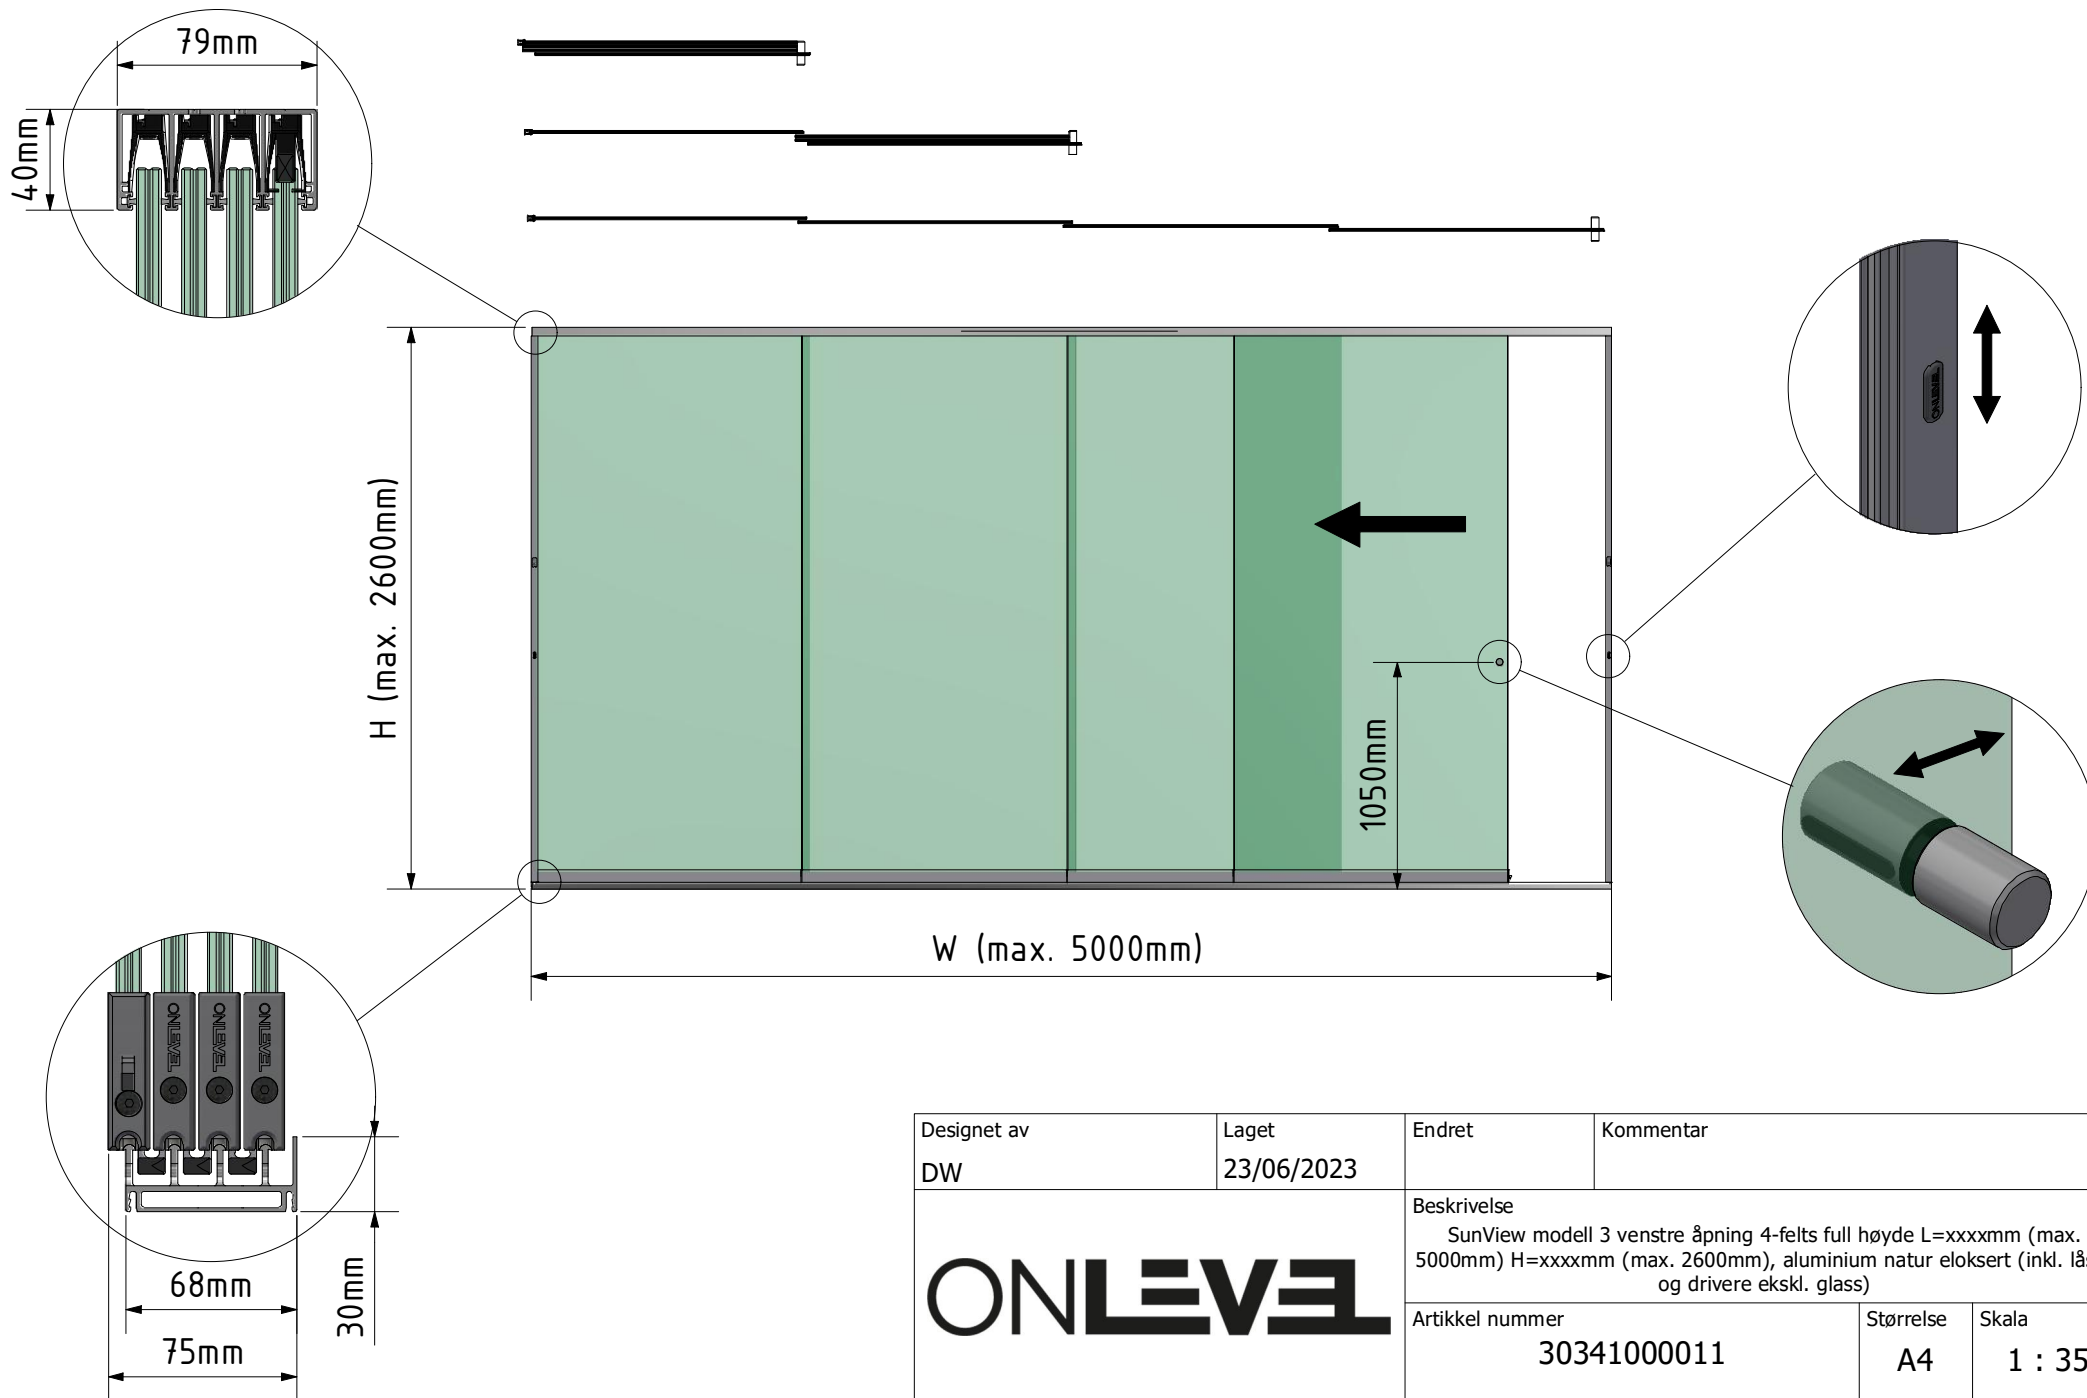 79mm
40mm
H (max. 2600mm)
1050mm
W (max. 5000mm)
ONLEVEL
ONLEVEL
ONLEVEL
ONLEVEL
68mm
75mm
30mm
Designet av
DW
Laget
23/06/2023
Endret
Kommentar
ONLEVEL
Beskrivelse
SunView modell 3 venstre åpning 4-felts full høyde L=xxxxmm (max.
5000mm) H=xxxxmm (max. 2600mm), aluminium natur eloksert (inkl. lås
og drivere ekskl. glass)
Artikkel nummer
30341000011
Størrelse
A4
Skala
1 : 35